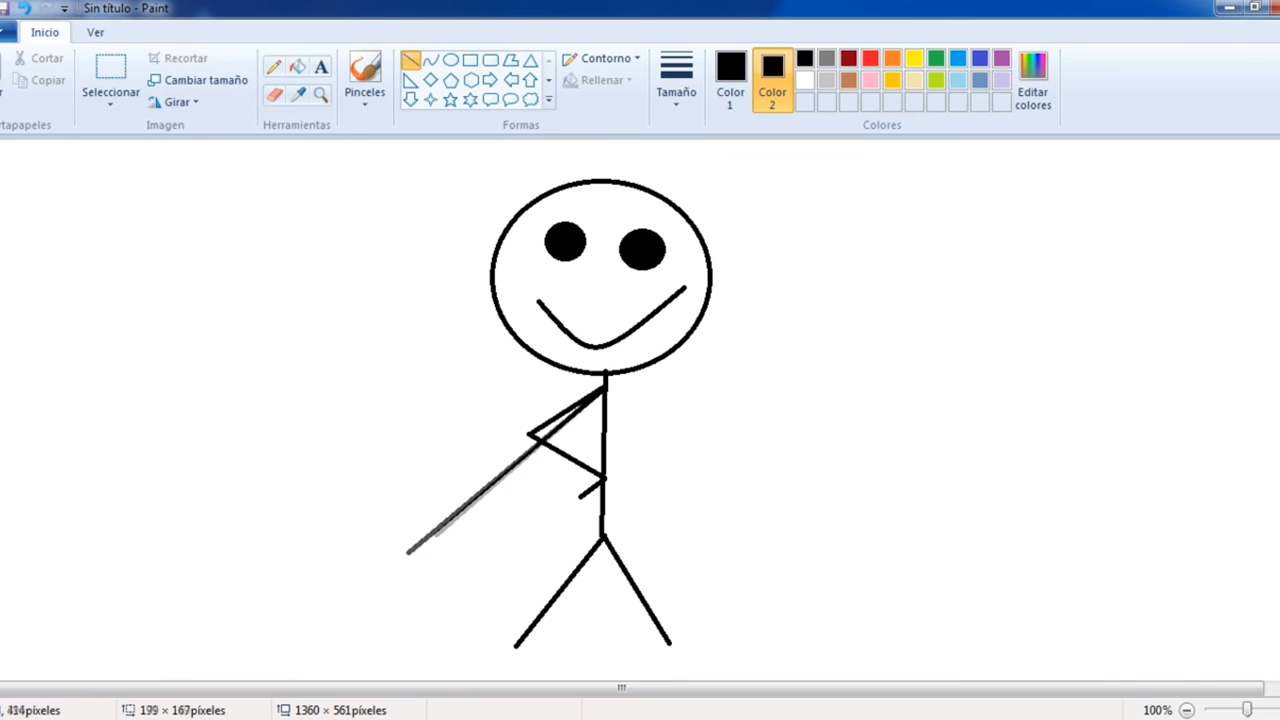 Sin título - Paint
Inicio Ver
Cortar
Copiar
Seleccionar
Recortar
Cambiar tamaño
Girar
Imagen
A
Herramientas
Pinceles
Contorno
Rellenar
Formas
Tamaño
Color 1
Color 2
Editar colores
Colores
414píxeles
199 × 167píxeles
1360 × 561píxeles
100%